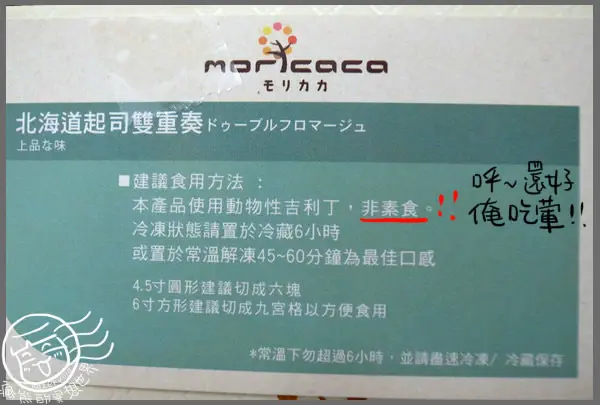 moricaca
モリカカ
北海道起司雙重奏ドゥーブルフロマージュ
上品な味
■建議食用方法：
本產品使用動物性吉利丁，非素食。!!
呼~還好
俺吃葷!!
冷凍狀態請置於冷藏6小時
或置於常溫解凍45~60分鐘為最佳口感
4.5寸圓形建議切成六塊
6寸方形建議切成九宮格以方便食用
*常溫下勿超過6小時，並請盡速冷凍/ 冷藏保存